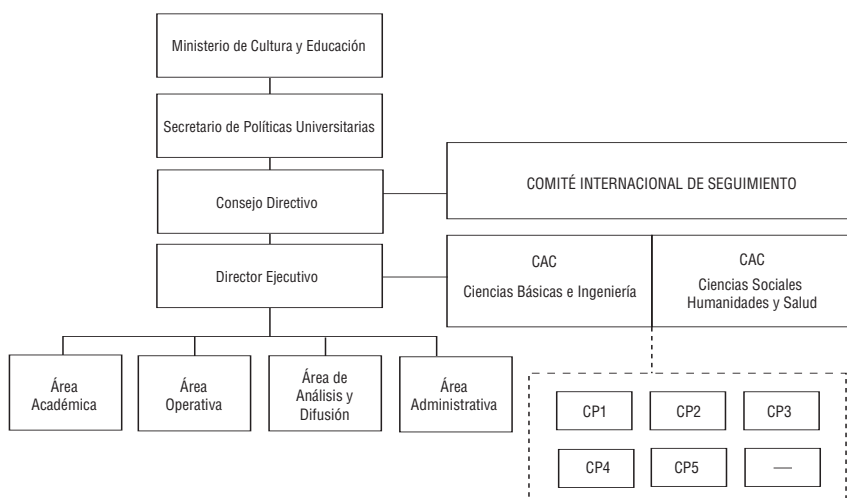 Ministerio de Cultura y Educación
Secretario de Políticas Universitarias
Consejo Directivo
COMITÉ INTERNACIONAL DE SEGUIMIENTO
Director Ejecutivo
CAC
Ciencias Básicas e Ingeniería
CAC
Ciencias Sociales
Humanidades y Salud
Área
Académica
Área
Operativa
Área de
Análisis y
Difusión
Área
Administrativa
CP1
CP2
CP3
CP4
CP5
—